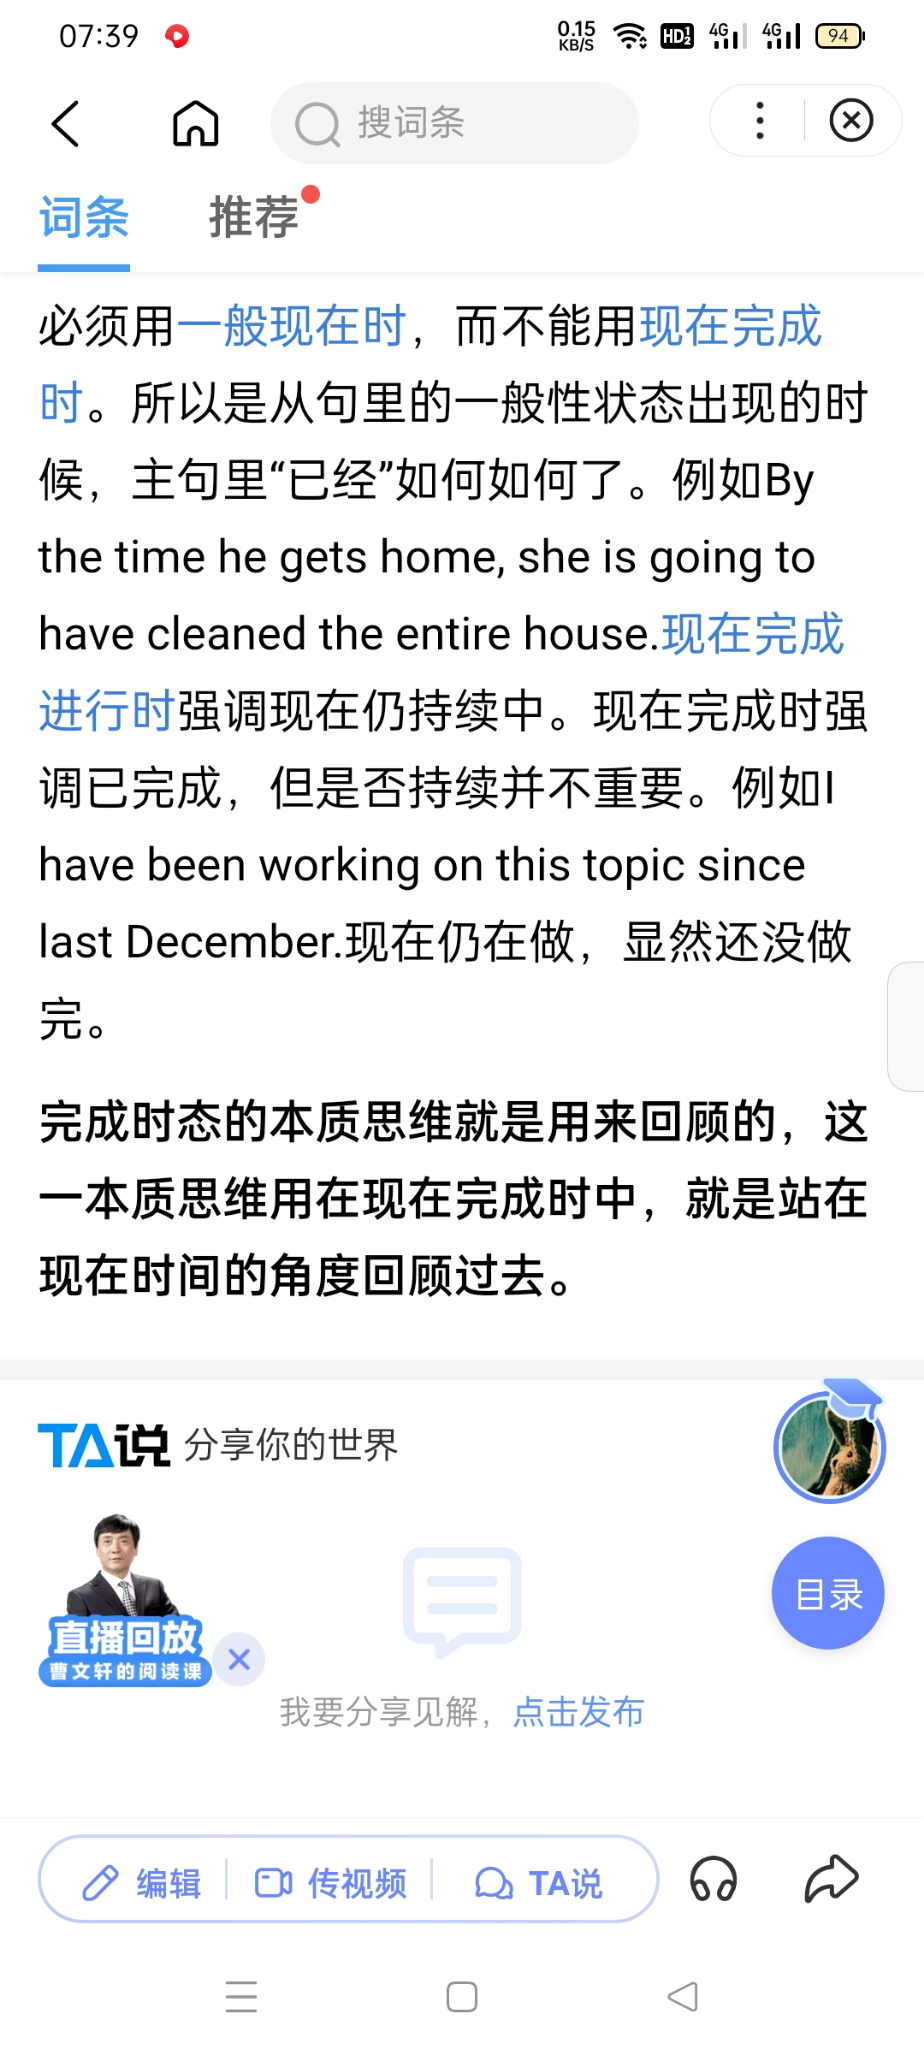 07:39
0.15
KB/S
HD1 2
4G
4G
94
搜词条
词条
推荐
必须用一般现在时，而不能用现在完成
时。所以是从句里的一般性状态出现的时
候，主句里“已经”如何如何了。例如By
the time he gets home, she is going to
have cleaned the entire house.现在完成
进行时强调现在仍持续中。现在完成时强
调已完成，但是否持续并不重要。例如I
have been working on this topic since
last December.现在仍在做，显然还没做
完。
完成时态的本质思维就是用来回顾的，这
一本质思维用在现在完成时中，就是站在
现在时间的角度回顾过去。
TA说 分享你的世界
直播回放
曹文轩的阅读课
目录
我要分享见解，点击发布
编辑
传视频
TA说